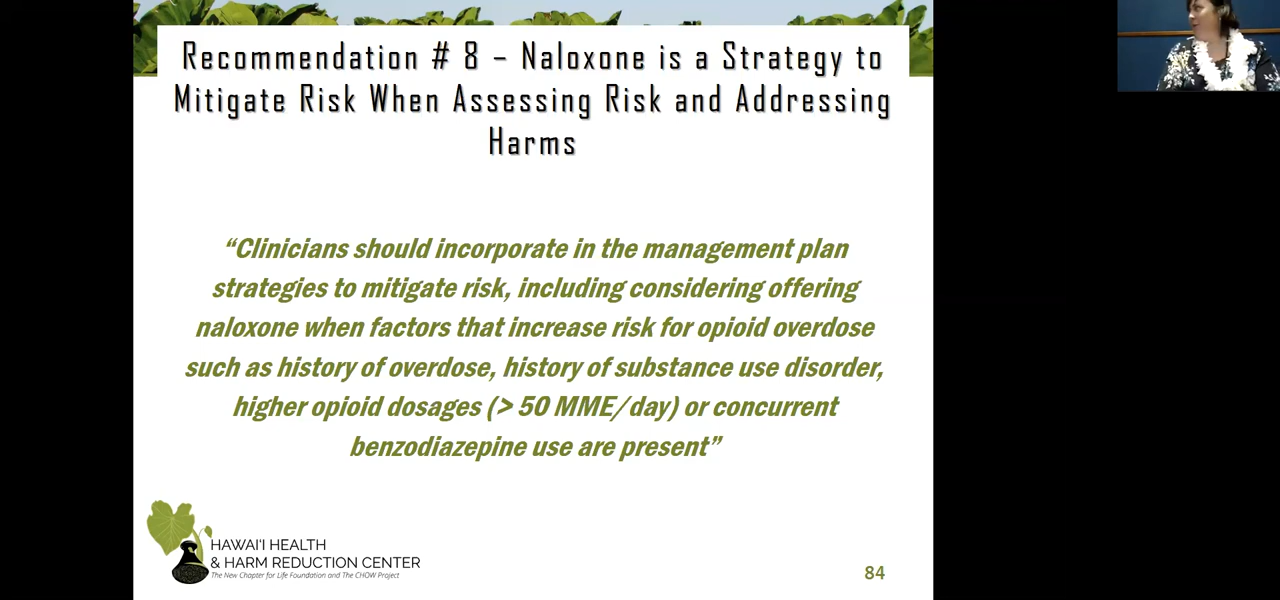 Recommendation # 8 – Naloxone is a Strategy to
Mitigate Risk When Assessing Risk and Addressing
Harms
“Clinicians should incorporate in the management plan
strategies to mitigate risk, including considering offering
naloxone when factors that increase risk for opioid overdose
such as history of overdose, history of substance use disorder,
higher opioid dosages (> 50 MME/day) or concurrent
benzodiazepine use are present”
HAWAI'I HEALTH
& HARM REDUCTION CENTER
The New Chapter for Life Foundation and The CHOW Project
84